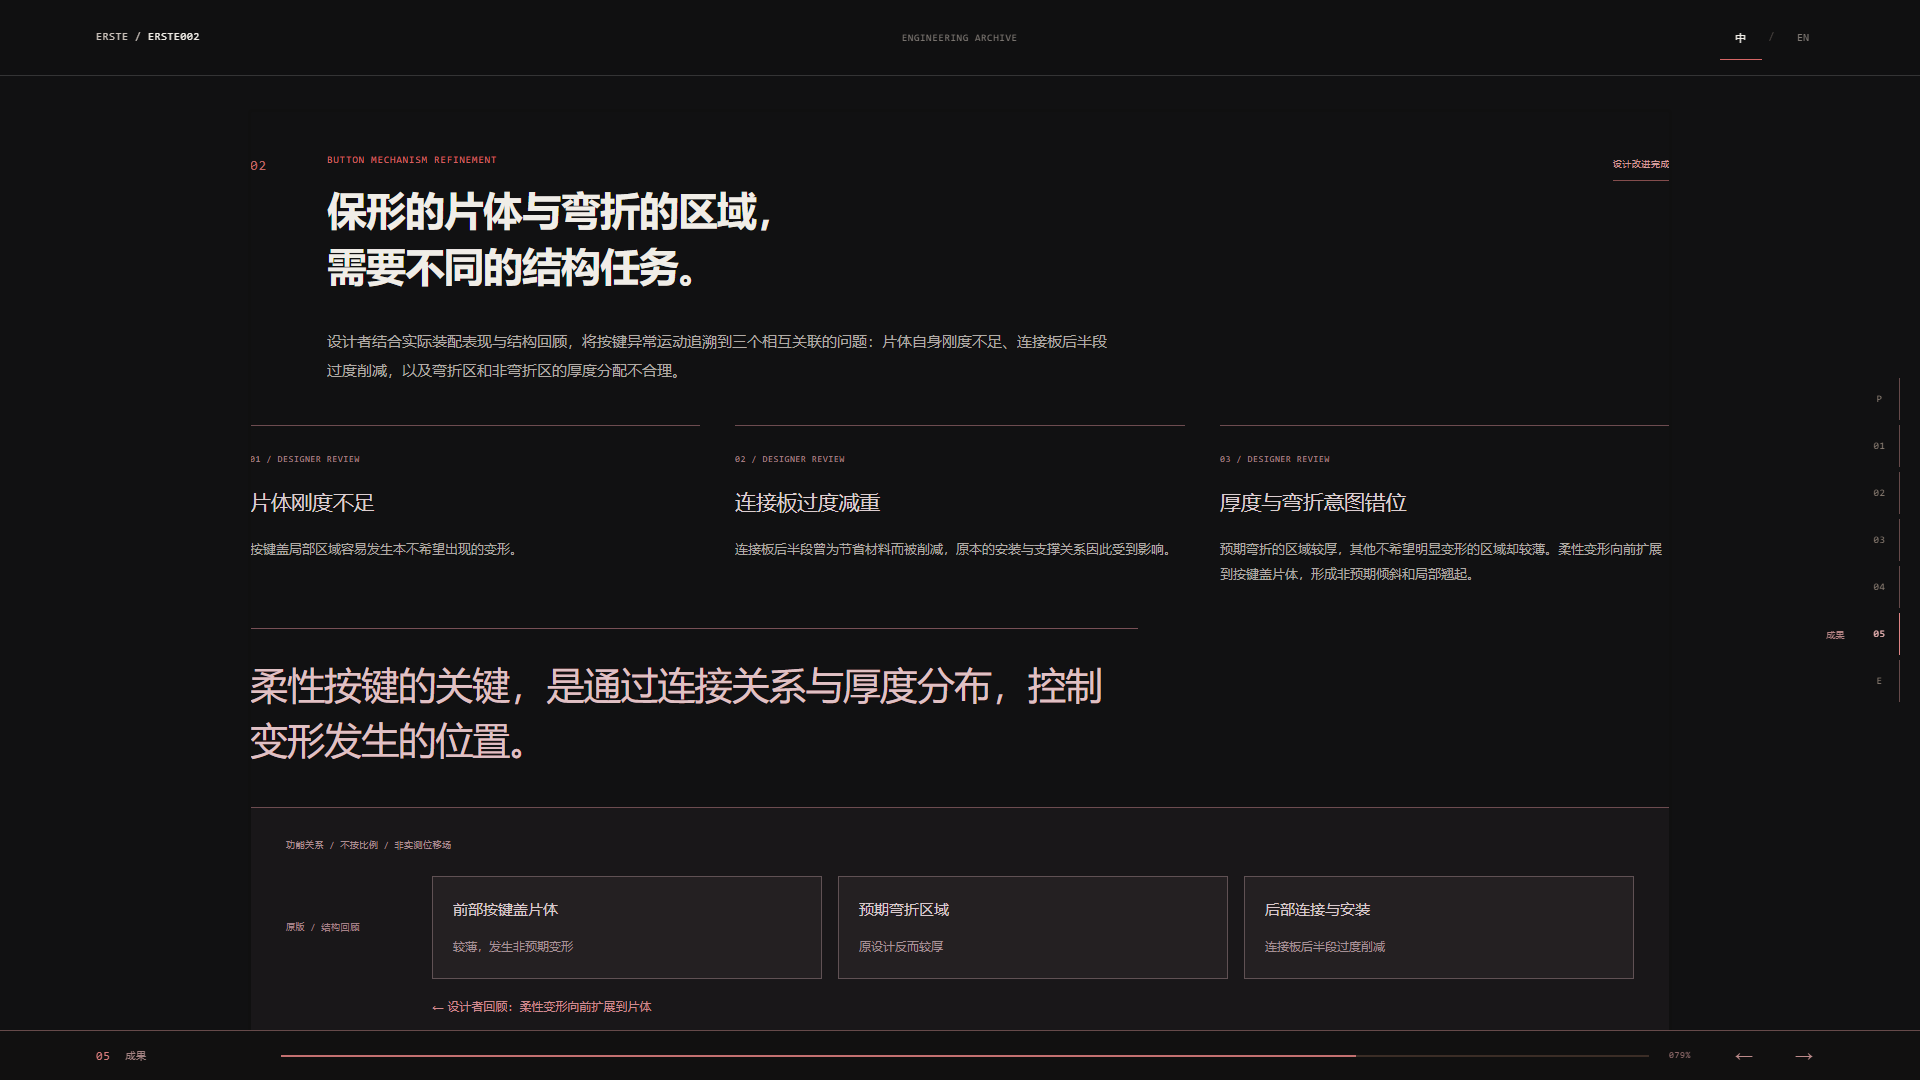 ERSTE / ERSTE002
ENGINEERING ARCHIVE
中 / EN
02
BUTTON MECHANISM REFINEMENT
设计改进完成
保形的片体与弯折的区域，
需要不同的结构任务。
设计者结合实际装配表现与结构回顾，将按键异常运动追溯到三个相互关联的问题：片体自身刚度不足、连接板后半段
过度削减，以及弯折区和非弯折区的厚度分配不合理。
01 / DESIGNER REVIEW
片体刚度不足
按键盖局部区域容易发生本不希望出现的变形。
02 / DESIGNER REVIEW
连接板过度减重
连接板后半段曾为节省材料而被削减，原本的安装与支撑关系因此受到影响。
03 / DESIGNER REVIEW
厚度与弯折意图错位
预期弯折的区域较厚，其他不希望明显变形的区域却较薄。柔性变形向前扩展
到按键盖片体，形成非预期倾斜和局部翘起。
柔性按键的关键，是通过连接关系与厚度分布，控制
变形发生的位置。
功能关系 / 不按比例 / 非实测位移场
原版 / 结构回顾
前部按键盖片体
较薄，发生非预期变形
预期弯折区域
原设计反而较厚
后部连接与安装
连接板后半段过度削减
← 设计者回顾：柔性变形向前扩展到片体
P
01
02
03
04
成果 05
E
05 成果
079%
← →